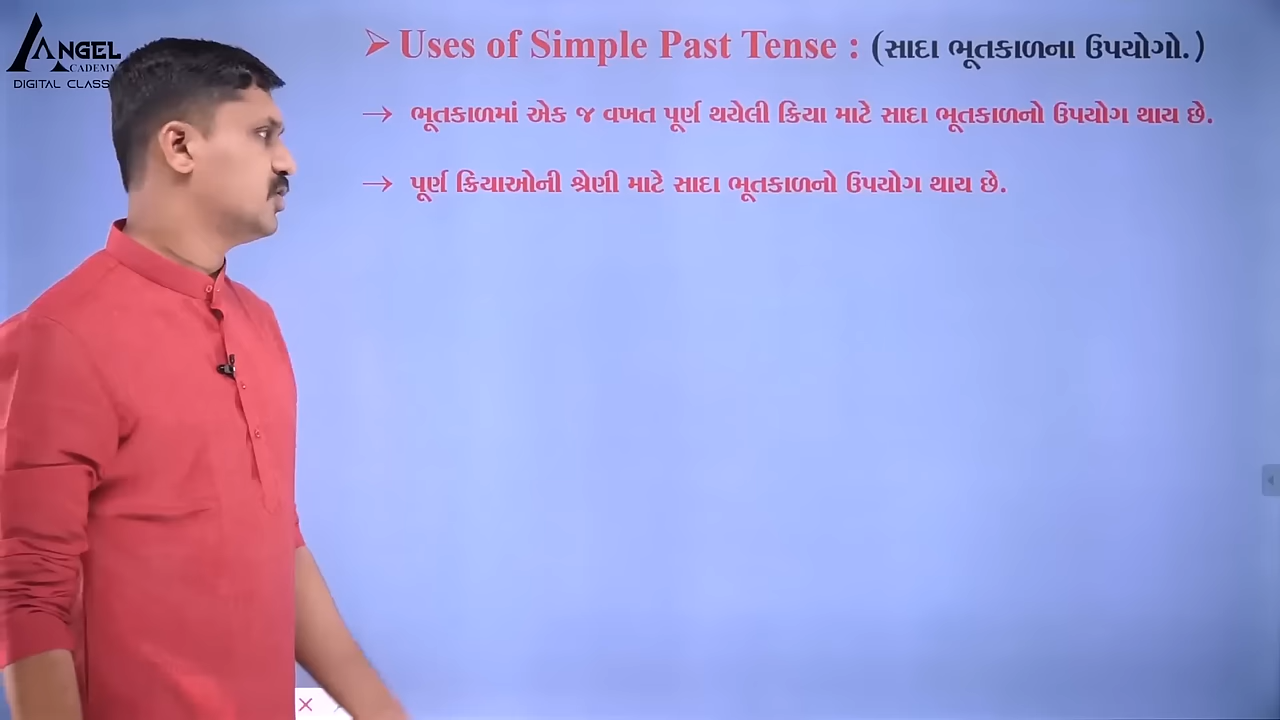 ANGEL
ACADEMY
DIGITAL CLASS
➢ Uses of Simple Past Tense : (સાદા ભૂતકાળના ઉપયોગો.)
→ ભૂતકાળમાં એક જ વખત પૂર્ણ થયેલી ક્રિયા માટે સાદા ભૂતકાળનો ઉપયોગ થાય છે.
→ પૂર્ણ ક્રિયાઓની શ્રેણી માટે સાદા ભૂતકાળનો ઉપયોગ થાય છે.